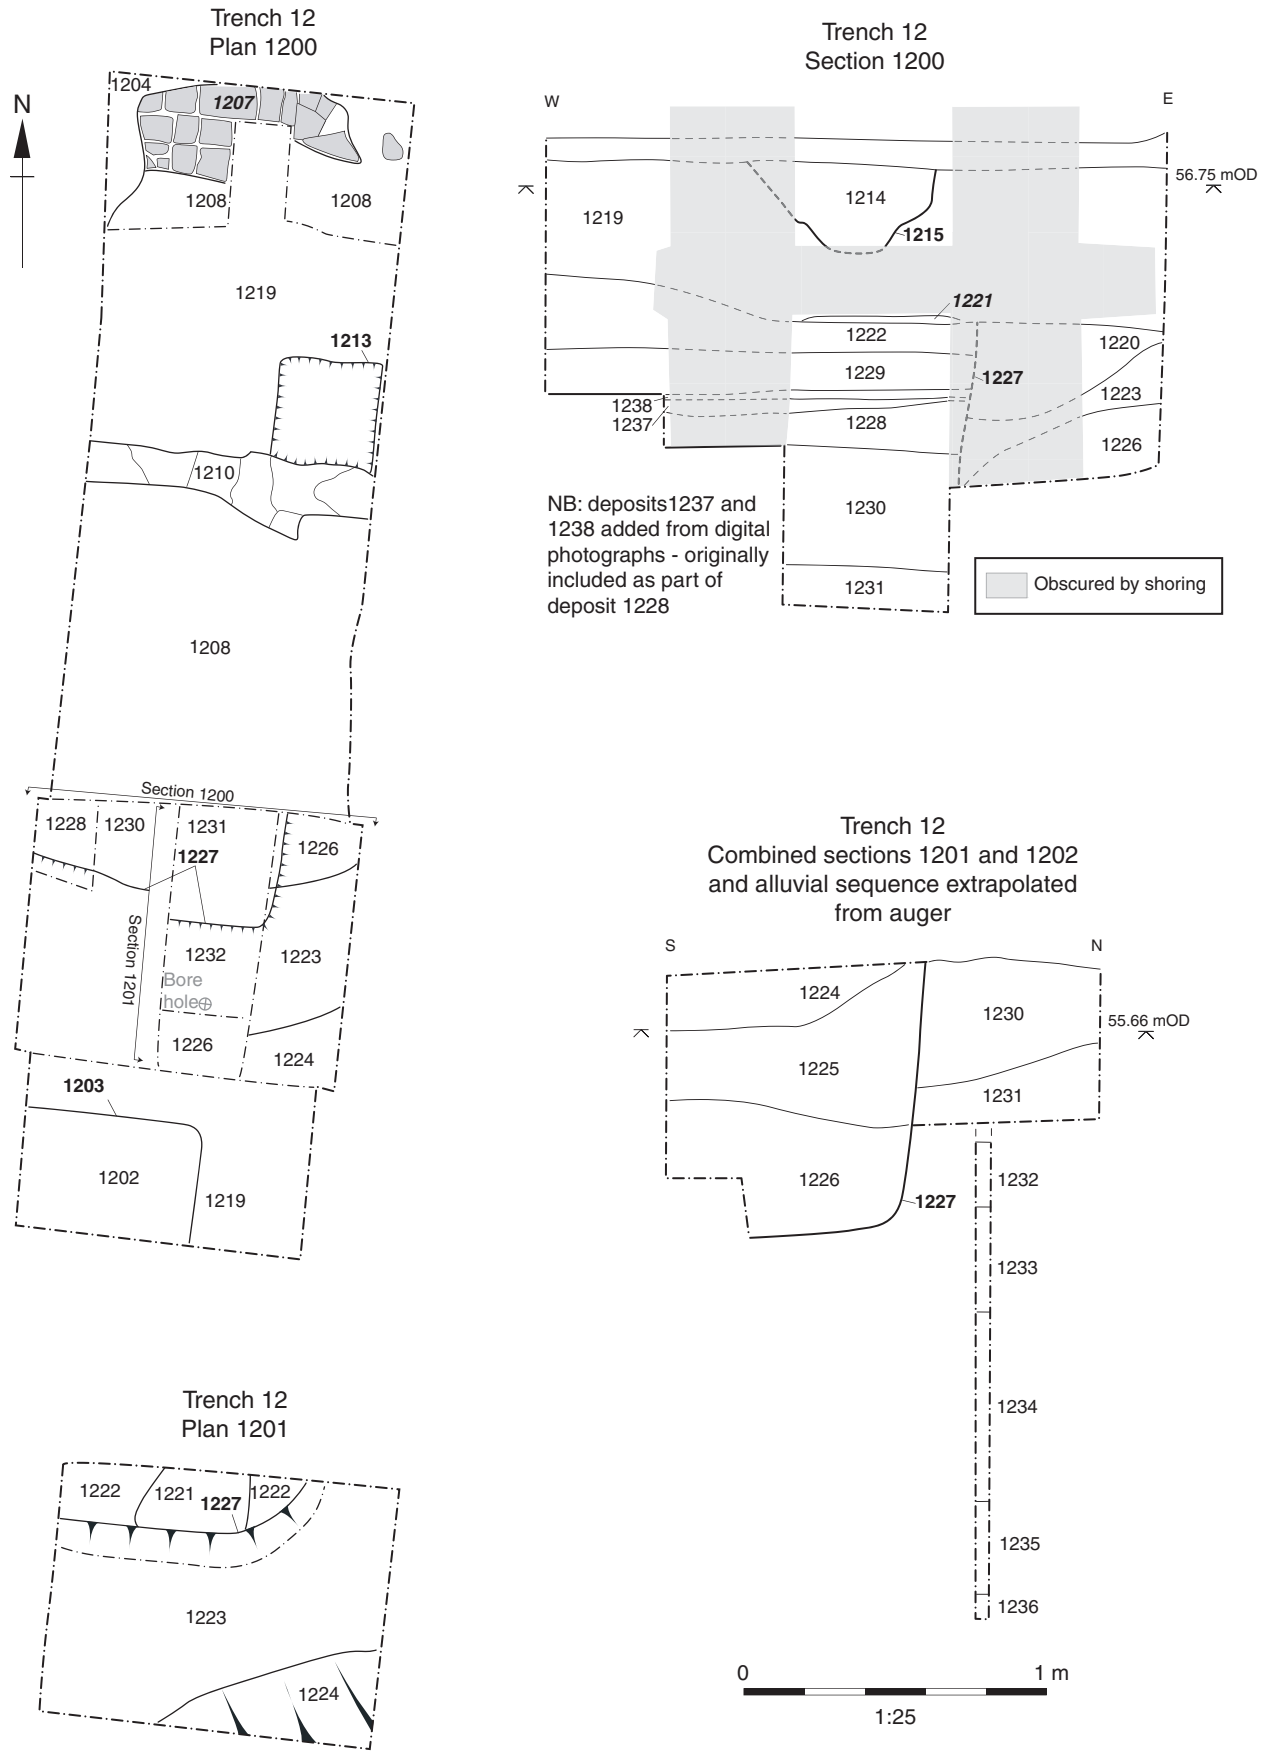 Trench 12
Plan 1200
N
1204
1207
1208
1208
1219
1213
1210
1208
Section 1200
1228
1230
1231
1227
1226
Section 1201
1232
1223
Bore
hole
1226
1224
1203
1202
1219
Trench 12
Plan 1201
1222
1221
1227
1222
1223
1224
Trench 12
Section 1200
W
E
56.75 mOD
1214
1219
1215
1221
1222
1220
1229
1227
1223
1238
1237
1228
1226
1230
1231
NB: deposits1237 and
1238 added from digital
photographs - originally
included as part of
deposit 1228
Obscured by shoring
Trench 12
Combined sections 1201 and 1202
and alluvial sequence extrapolated
from auger
S
N
1224
1230
55.66 mOD
1225
1231
1226
1232
1227
1233
1234
1235
1236
0
1 m
1:25